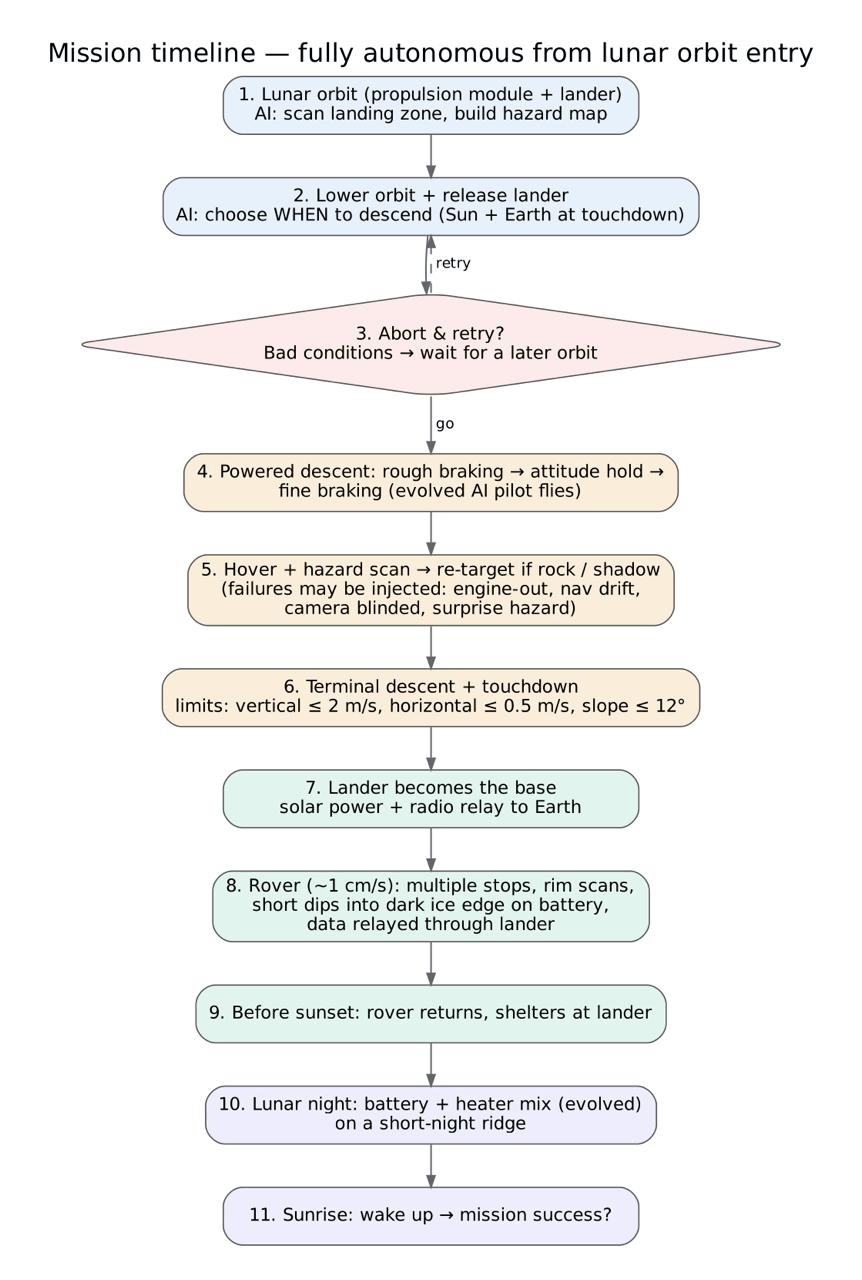 Mission timeline — fully autonomous from lunar orbit entry
1. Lunar orbit (propulsion module + lander)
AI: scan landing zone, build hazard map
2. Lower orbit + release lander
AI: choose WHEN to descend (Sun + Earth at touchdown)
retry
3. Abort & retry?
Bad conditions → wait for a later orbit
go
4. Powered descent: rough braking → attitude hold →
fine braking (evolved AI pilot flies)
5. Hover + hazard scan → re-target if rock / shadow
(failures may be injected: engine-out, nav drift,
camera blinded, surprise hazard)
6. Terminal descent + touchdown
limits: vertical ≤ 2 m/s, horizontal ≤ 0.5 m/s, slope ≤ 12°
7. Lander becomes the base
solar power + radio relay to Earth
8. Rover (~1 cm/s): multiple stops, rim scans,
short dips into dark ice edge on battery,
data relayed through lander
9. Before sunset: rover returns, shelters at lander
10. Lunar night: battery + heater mix (evolved)
on a short-night ridge
11. Sunrise: wake up → mission success?